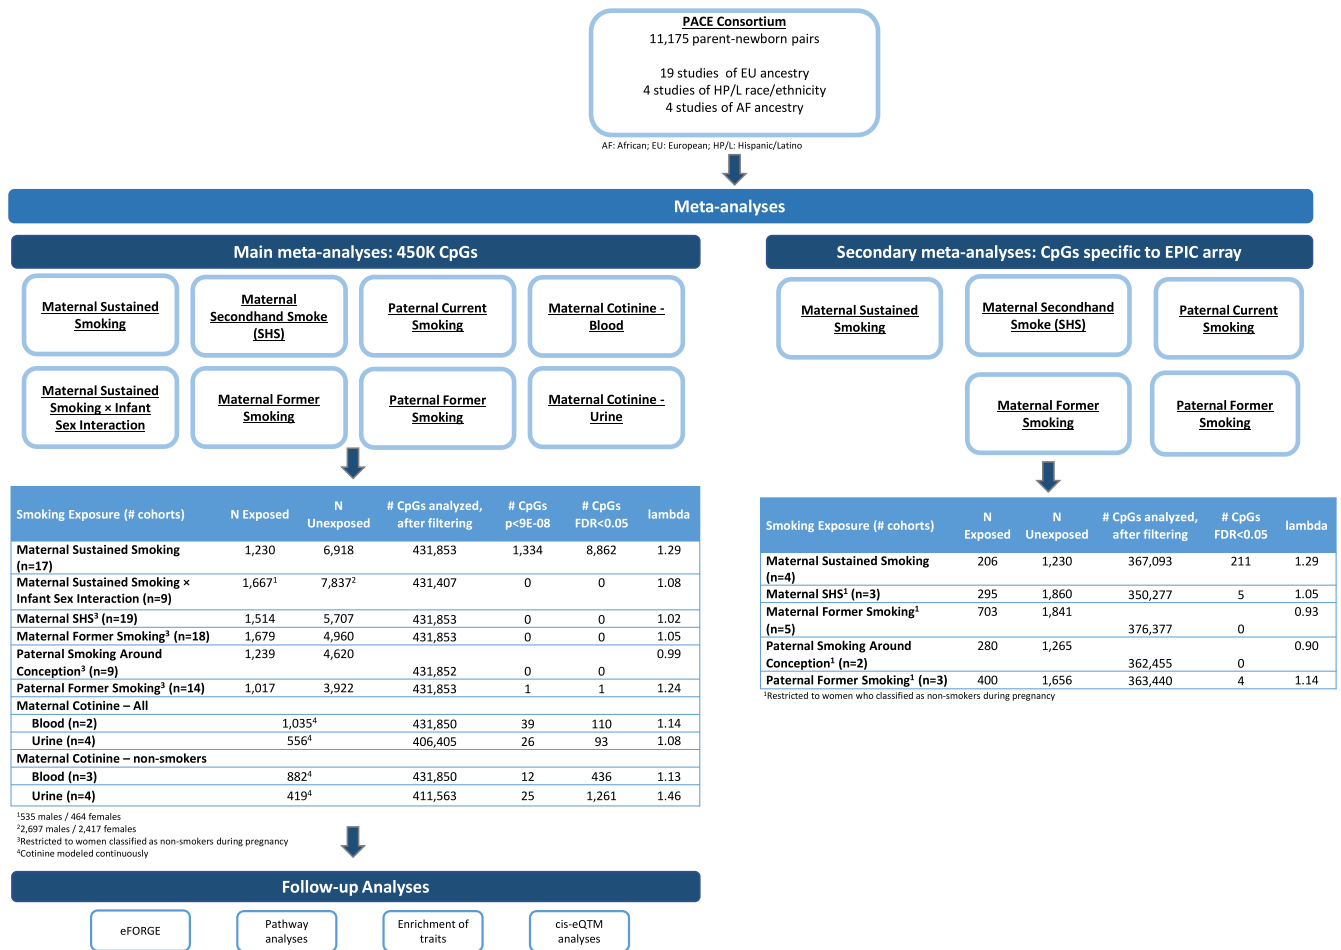 PACE Consortium
11,175 parent-newborn pairs
19 studies of EU ancestry
4 studies of HP/L race/ethnicity
4 studies of AF ancestry
AF: African; EU: European; HP/L: Hispanic/Latino
Meta-analyses
Main meta-analyses: 450K CpGs
Maternal Sustained
Smoking
Maternal
Secondhand Smoke
(SHS)
Paternal Current
Smoking
Maternal Cotinine -
Blood
Maternal Sustained
Smoking × Infant
Sex Interaction
Maternal Former
Smoking
Paternal Former
Smoking
Maternal Cotinine -
Urine
Smoking Exposure (# cohorts) N Exposed N Unexposed # CpGs analyzed, after filtering # CpGs p<9E-08 # CpGs FDR<0.05 lambda
Maternal Sustained Smoking (n=17) 1,230 6,918 431,853 1,334 8,862 1.29
Maternal Sustained Smoking × Infant Sex Interaction (n=9) 1,667¹ 7,837² 431,407 0 0 1.08
Maternal SHS³ (n=19) 1,514 5,707 431,853 0 0 1.02
Maternal Former Smoking³ (n=18) 1,679 4,960 431,853 0 0 1.05
Paternal Smoking Around Conception³ (n=9) 1,239 4,620 431,852 0 0 0.99
Paternal Former Smoking³ (n=14) 1,017 3,922 431,853 1 1 1.24
Maternal Cotinine – All
Blood (n=2) 1,035⁴ 431,850 39 110 1.14
Urine (n=4) 556⁴ 406,405 26 93 1.08
Maternal Cotinine – non-smokers
Blood (n=3) 882⁴ 431,850 12 436 1.13
Urine (n=4) 419⁴ 411,563 25 1,261 1.46
¹535 males / 464 females
²2,697 males / 2,417 females
³Restricted to women classified as non-smokers during pregnancy
⁴Cotinine modeled continuously
Follow-up Analyses
eFORGE
Pathway
analyses
Enrichment of
traits
cis-eQTM
analyses
Secondary meta-analyses: CpGs specific to EPIC array
Maternal Sustained
Smoking
Maternal Secondhand
Smoke (SHS)
Paternal Current
Smoking
Maternal Former
Smoking
Paternal Former
Smoking
Smoking Exposure (# cohorts) N Exposed N Unexposed # CpGs analyzed, after filtering # CpGs FDR<0.05 lambda
Maternal Sustained Smoking (n=4) 206 1,230 367,093 211 1.29
Maternal SHS¹ (n=3) 295 1,860 350,277 5 1.05
Maternal Former Smoking¹ (n=5) 703 1,841 376,377 0 0.93
Paternal Smoking Around Conception¹ (n=2) 280 1,265 362,455 0 0.90
Paternal Former Smoking¹ (n=3) 400 1,656 363,440 4 1.14
¹Restricted to women who classified as non-smokers during pregnancy